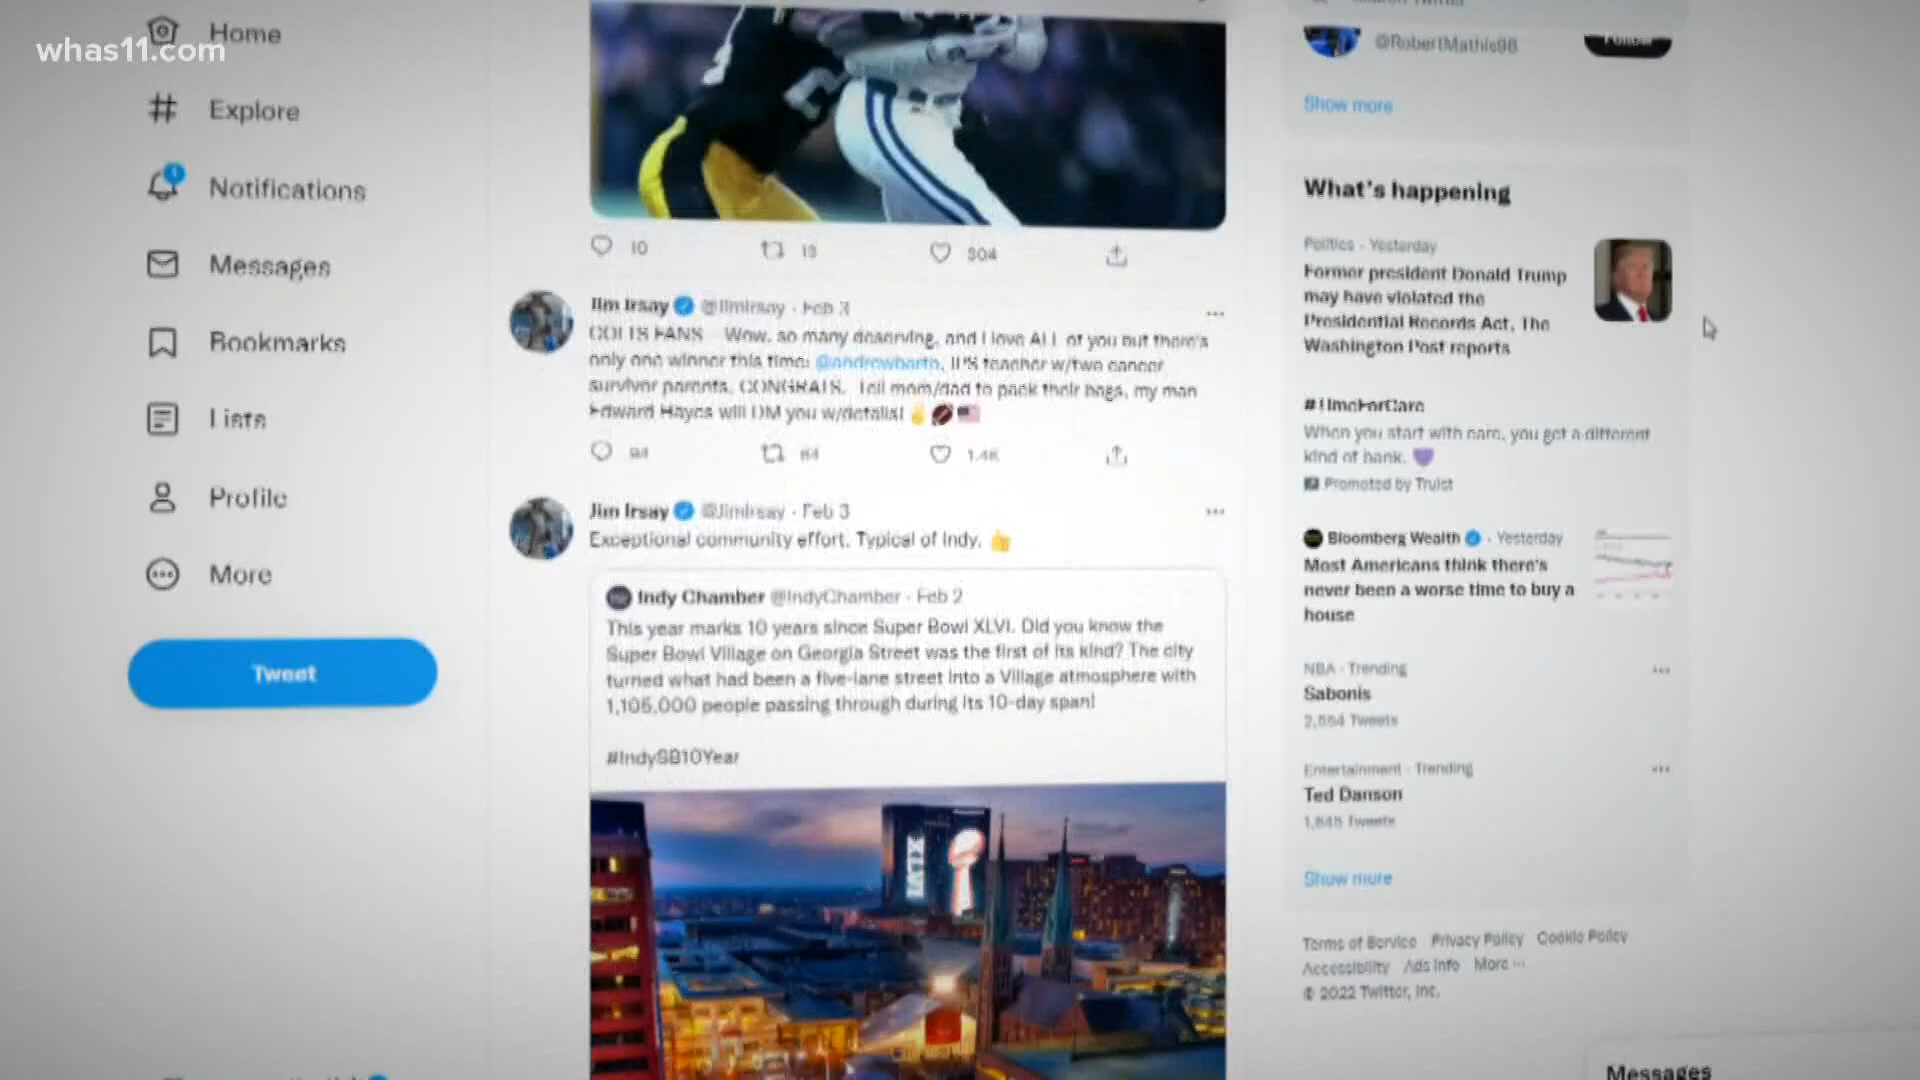 whas11.com
Home
Explore
Notifications
Messages
Bookmarks
Lists
Profile
More
Tweet
10 13 304
Jim Irsay @JimIrsay · Feb 3
COLTS FANS Wow, so many deserving, and I love ALL of you but there's
only one winner this time: @andrewbarto, IPS teacher w/two cancer
survivor parents. CONGRATS. Tell mom/dad to pack their bags, my man
Edward Hayes will DM you w/details!
1.4K
Jim Irsay @JimIrsay · Feb 3
Exceptional community effort. Typical of Indy.
Indy Chamber @IndyChamber · Feb 2
This year marks 10 years since Super Bowl XLVI. Did you know the
Super Bowl Village on Georgia Street was the first of its kind? The city
turned what had been a five-lane street into a Village atmosphere with
1,105,000 people passing through during its 10-day span!
#IndySB10Year
XLVI
@RobertMathis98
Follow
Show more
What's happening
Politics · Yesterday
Former president Donald Trump
may have violated the
Presidential Records Act, The
Washington Post reports
#TimeForCare
When you start with care, you get a different
kind of bank.
Promoted by Truist
Bloomberg Wealth · Yesterday
Most Americans think there's
never been a worse time to buy a
house
NBA · Trending
Sabonis
2,554 Tweets
Entertainment · Trending
Ted Danson
1,645 Tweets
Show more
Terms of Service Privacy Policy Cookie Policy
Accessibility Ads info More ···
© 2022 Twitter, Inc.
Messages